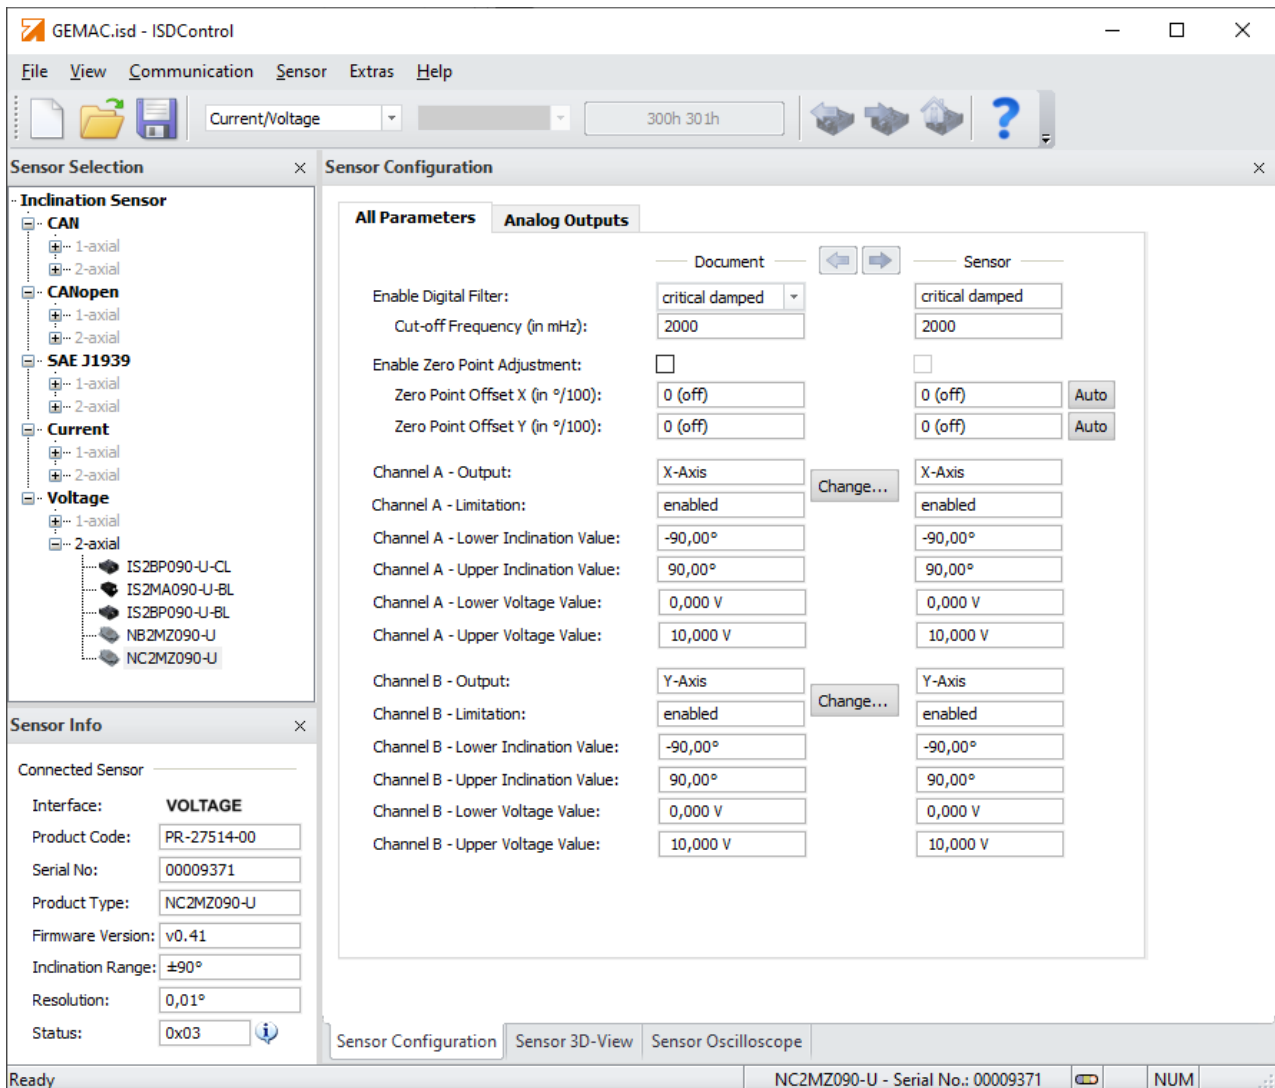 GEMAC.isd - ISDControl
File View Communication Sensor Extras Help
Current/Voltage 300h 301h ?
Sensor Selection
Inclination Sensor
CAN
1-axial
2-axial
CANopen
1-axial
2-axial
SAE J1939
1-axial
2-axial
Current
1-axial
2-axial
Voltage
1-axial
2-axial
IS2BP090-U-CL
IS2MA090-U-BL
IS2BP090-U-BL
NB2MZ090-U
NC2MZ090-U
Sensor Info
Connected Sensor
Interface: VOLTAGE
Product Code: PR-27514-00
Serial No: 00009371
Product Type: NC2MZ090-U
Firmware Version: v0.41
Inclination Range: ±90°
Resolution: 0,01°
Status: 0x03
Sensor Configuration
All Parameters Analog Outputs
Document Sensor
Enable Digital Filter: critical damped critical damped
Cut-off Frequency (in mHz): 2000 2000
Enable Zero Point Adjustment:
Zero Point Offset X (in °/100): 0 (off) 0 (off) Auto
Zero Point Offset Y (in °/100): 0 (off) 0 (off) Auto
Channel A - Output: X-Axis X-Axis
Change...
Channel A - Limitation: enabled enabled
Channel A - Lower Inclination Value: -90,00° -90,00°
Channel A - Upper Inclination Value: 90,00° 90,00°
Channel A - Lower Voltage Value: 0,000 V 0,000 V
Channel A - Upper Voltage Value: 10,000 V 10,000 V
Channel B - Output: Y-Axis Y-Axis
Change...
Channel B - Limitation: enabled enabled
Channel B - Lower Inclination Value: -90,00° -90,00°
Channel B - Upper Inclination Value: 90,00° 90,00°
Channel B - Lower Voltage Value: 0,000 V 0,000 V
Channel B - Upper Voltage Value: 10,000 V 10,000 V
Sensor Configuration Sensor 3D-View Sensor Oscilloscope
Ready NC2MZ090-U - Serial No.: 00009371 NUM